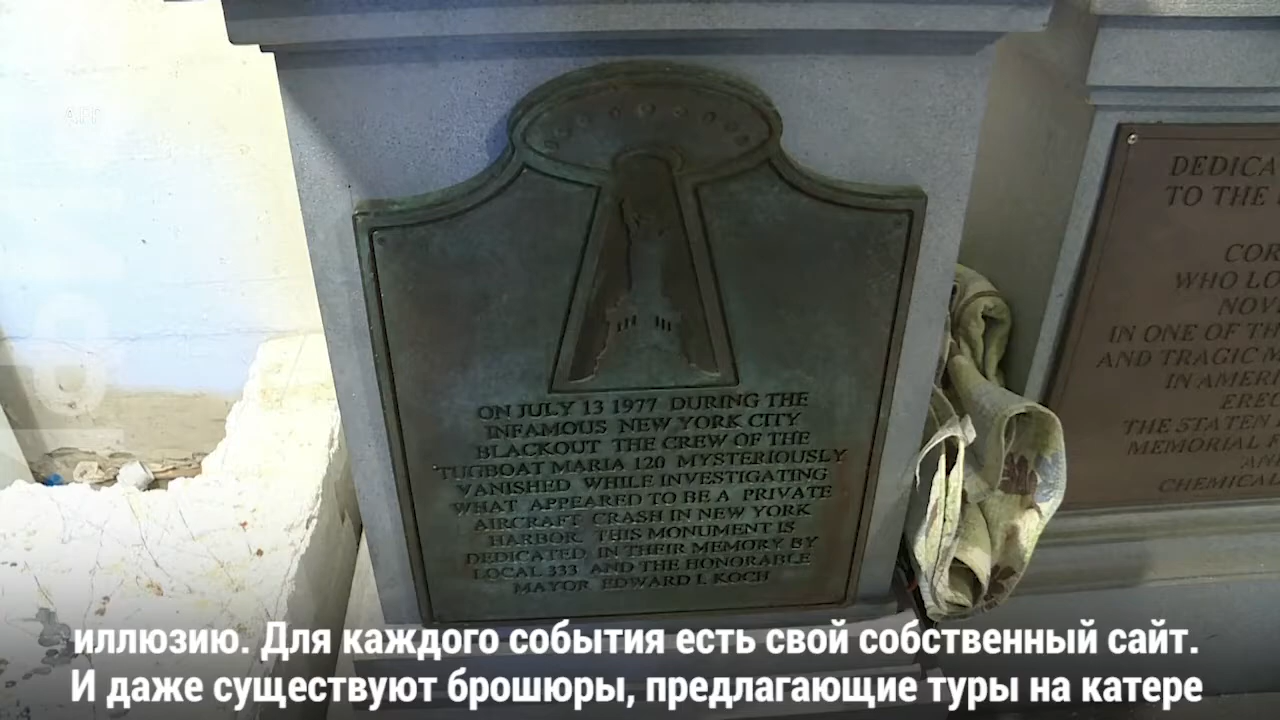 ON JULY 13 1977 DURING THE
INFAMOUS NEW YORK CITY
BLACKOUT THE CREW OF THE
TUGBOAT MARIA 120 MYSTERIOUSLY
VANISHED WHILE INVESTIGATING
WHAT APPEARED TO BE A PRIVATE
AIRCRAFT CRASH IN NEW YORK
HARBOR. THIS MONUMENT IS
DEDICATED IN THEIR MEMORY BY
LOCAL 333 AND THE HONORABLE
MAYOR EDWARD I. KOCH
DEDICA
TO THE
COR
WHO LO
NOV
IN ONE OF TH
AND TRAGIC M
IN AMERI
EREC
THE STATEN
MEMORIAL
AN
CHEMICAL
иллюзию. Для каждого события есть свой собственный сайт.
И даже существуют брошюры, предлагающие туры на катере